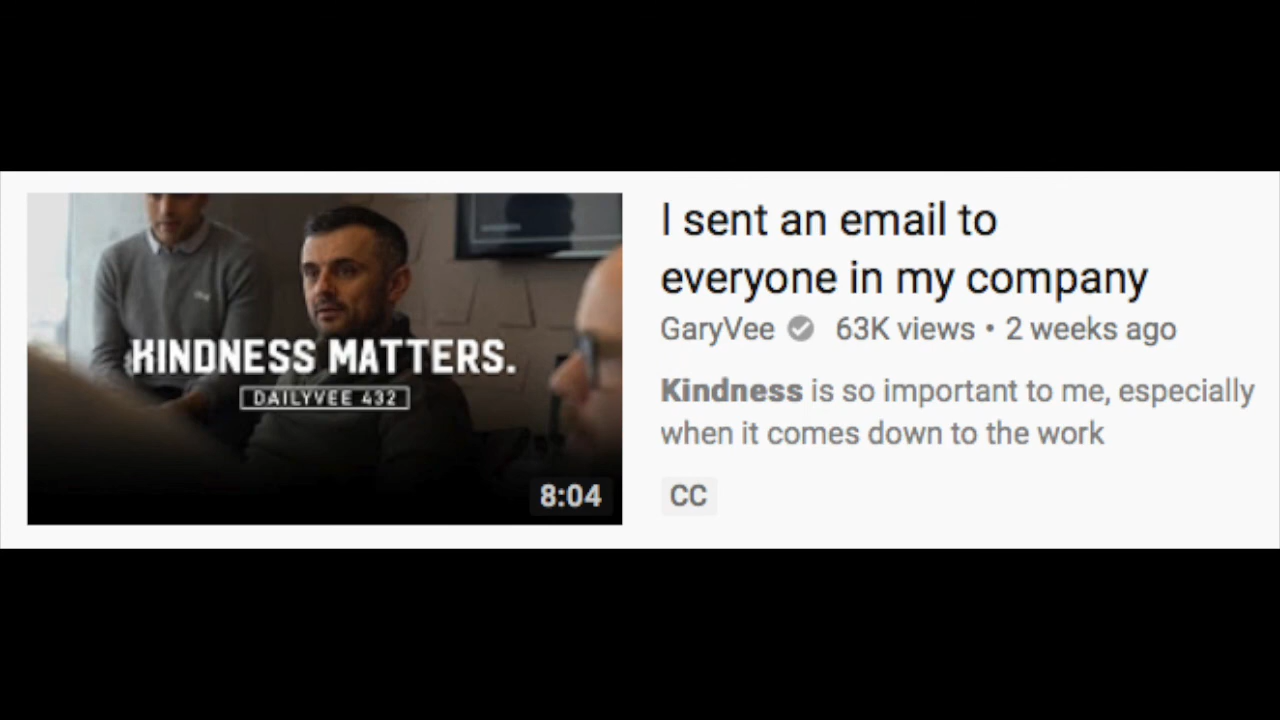 KINDNESS MATTERS.
DAILYVEE 432
8:04
I sent an email to
everyone in my company
GaryVee 63K views • 2 weeks ago
Kindness is so important to me, especially
when it comes down to the work
CC